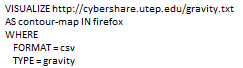 VISUALIZE http://cybershare.utep.edu/gravity.txt
AS contour-map IN firefox
WHERE
FORMAT = csv
TYPE = gravity